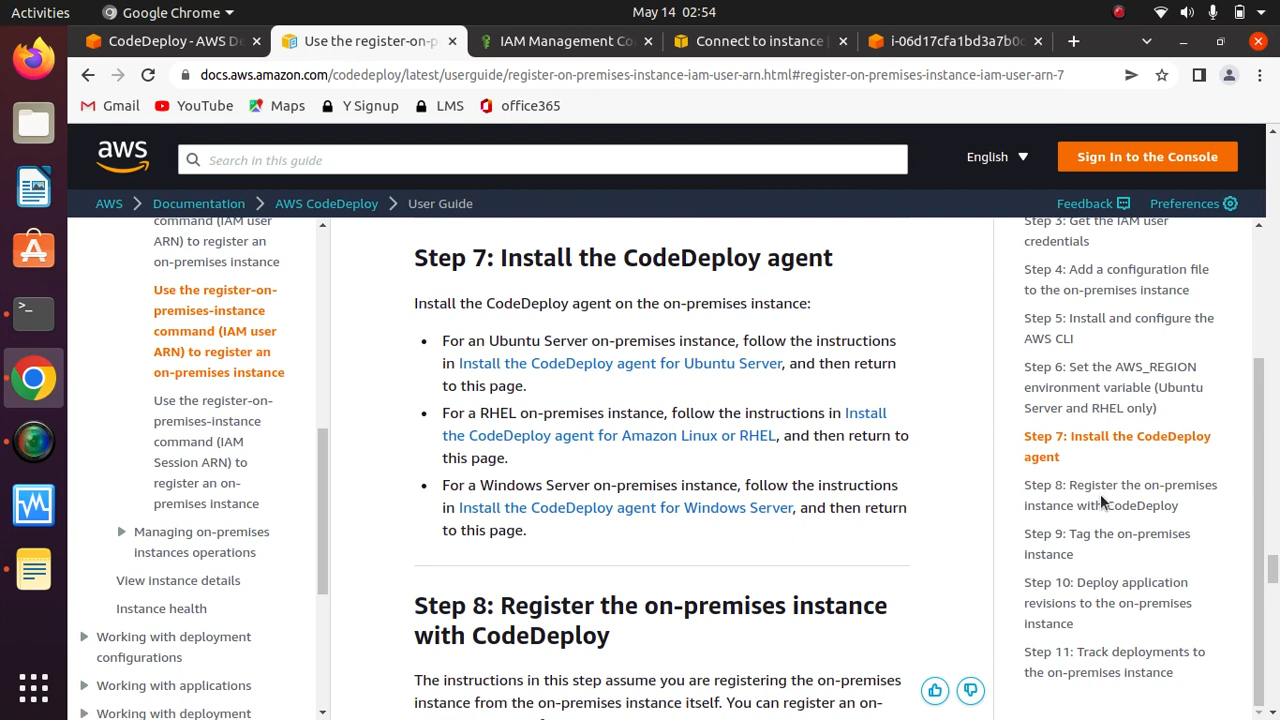 Activities
Google Chrome
May 14 02:54
CodeDeploy - AWS De
Use the register-on-p
IAM Management Co
Connect to instance
i-06d17cfa1bd3a7b0
docs.aws.amazon.com/codedeploy/latest/userguide/register-on-premises-instance-iam-user-arn.html#register-on-premises-instance-iam-user-arn-7
Gmail
YouTube
Maps
Y Signup
LMS
office365
aws
Search in this guide
English
Sign In to the Console
AWS
Documentation
AWS CodeDeploy
User Guide
Feedback
Preferences
command (IAM user
ARN) to register an
on-premises instance
Use the register-on-
premises-instance
command (IAM user
ARN) to register an
on-premises instance
Use the register-on-
premises-instance
command (IAM
Session ARN) to
register an on-
premises instance
Managing on-premises
instances operations
View instance details
Instance health
Working with deployment
configurations
Working with applications
Working with deployment
Step 7: Install the CodeDeploy agent
Install the CodeDeploy agent on the on-premises instance:
• For an Ubuntu Server on-premises instance, follow the instructions
in Install the CodeDeploy agent for Ubuntu Server, and then return
to this page.
• For a RHEL on-premises instance, follow the instructions in Install
the CodeDeploy agent for Amazon Linux or RHEL, and then return to
this page.
• For a Windows Server on-premises instance, follow the instructions
in Install the CodeDeploy agent for Windows Server, and then return
to this page.
Step 8: Register the on-premises instance
with CodeDeploy
The instructions in this step assume you are registering the on-premises
instance from the on-premises instance itself. You can register an on-
Step 3: Get the IAM user
credentials
Step 4: Add a configuration file
to the on-premises instance
Step 5: Install and configure the
AWS CLI
Step 6: Set the AWS_REGION
environment variable (Ubuntu
Server and RHEL only)
Step 7: Install the CodeDeploy
agent
Step 8: Register the on-premises
instance with CodeDeploy
Step 9: Tag the on-premises
instance
Step 10: Deploy application
revisions to the on-premises
instance
Step 11: Track deployments to
the on-premises instance